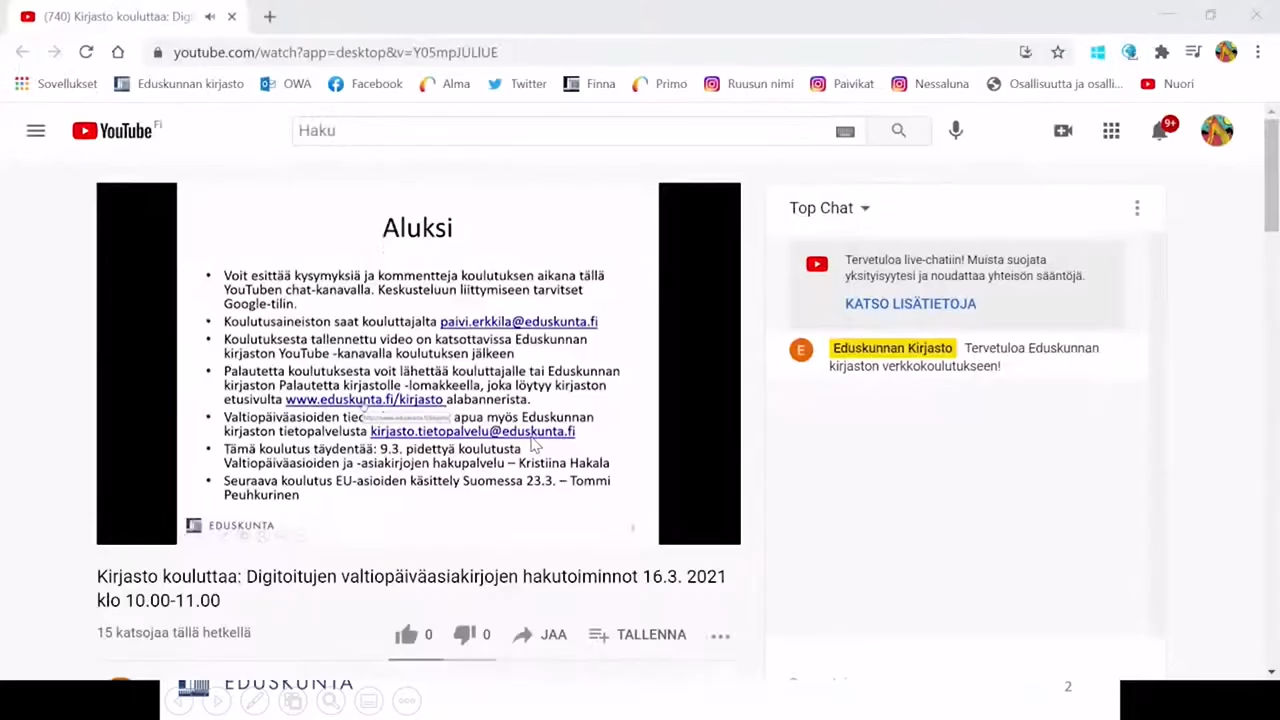 (740) Kirjasto kouluttaa: Digi
youtube.com/watch?app=desktop&v=Y05mpJULlUE
Sovellukset Eduskunnan kirjasto OWA Facebook Alma Twitter Finna Primo Ruusun nimi Paivikat Nessaluna Osallisuutta ja osalli... Nuori
YouTube FI
Haku
9+
Aluksi
• Voit esittää kysymyksiä ja kommentteja koulutuksen aikana tällä
YouTuben chat-kanavalla. Keskusteluun liittymiseen tarvitset
Google-tilin.
• Koulutusaineiston saat kouluttajalta paivi.erkkila@eduskunta.fi
• Koulutuksesta tallennettu video on katsottavissa Eduskunnan
kirjaston YouTube -kanavalla koulutuksen jälkeen
• Palautetta koulutuksesta voit lähettää kouluttajalle tai Eduskunnan
kirjaston Palautetta kirjastolle -lomakkeella, joka löytyy kirjaston
etusivulta www.eduskunta.fi/kirjasto alabannerista.
• Valtiopäiväasioiden tie apua myös Eduskunnan
kirjaston tietopalvelusta kirjasto.tietopalvelu@eduskunta.fi
• Tämä koulutus täydentää: 9.3. pidettyä koulutusta
Valtiopäiväasioiden ja -asiakirjojen hakupalvelu – Kristiina Hakala
• Seuraava koulutus EU-asioiden käsittely Suomessa 23.3. – Tommi
Peuhkurinen
EDUSKUNTA
Top Chat
Tervetuloa live-chatiin! Muista suojata
yksityisyytesi ja noudattaa yhteisön sääntöjä.
KATSO LISÄTIETOJA
E Eduskunnan Kirjasto Tervetuloa Eduskunnan
kirjaston verkkokoulutukseen!
Kirjasto kouluttaa: Digitoitujen valtiopäiväasiakirjojen hakutoiminnot 16.3. 2021
klo 10.00-11.00
15 katsojaa tällä hetkellä
0 0 JAA TALLENNA
EDUSKUNTA
2